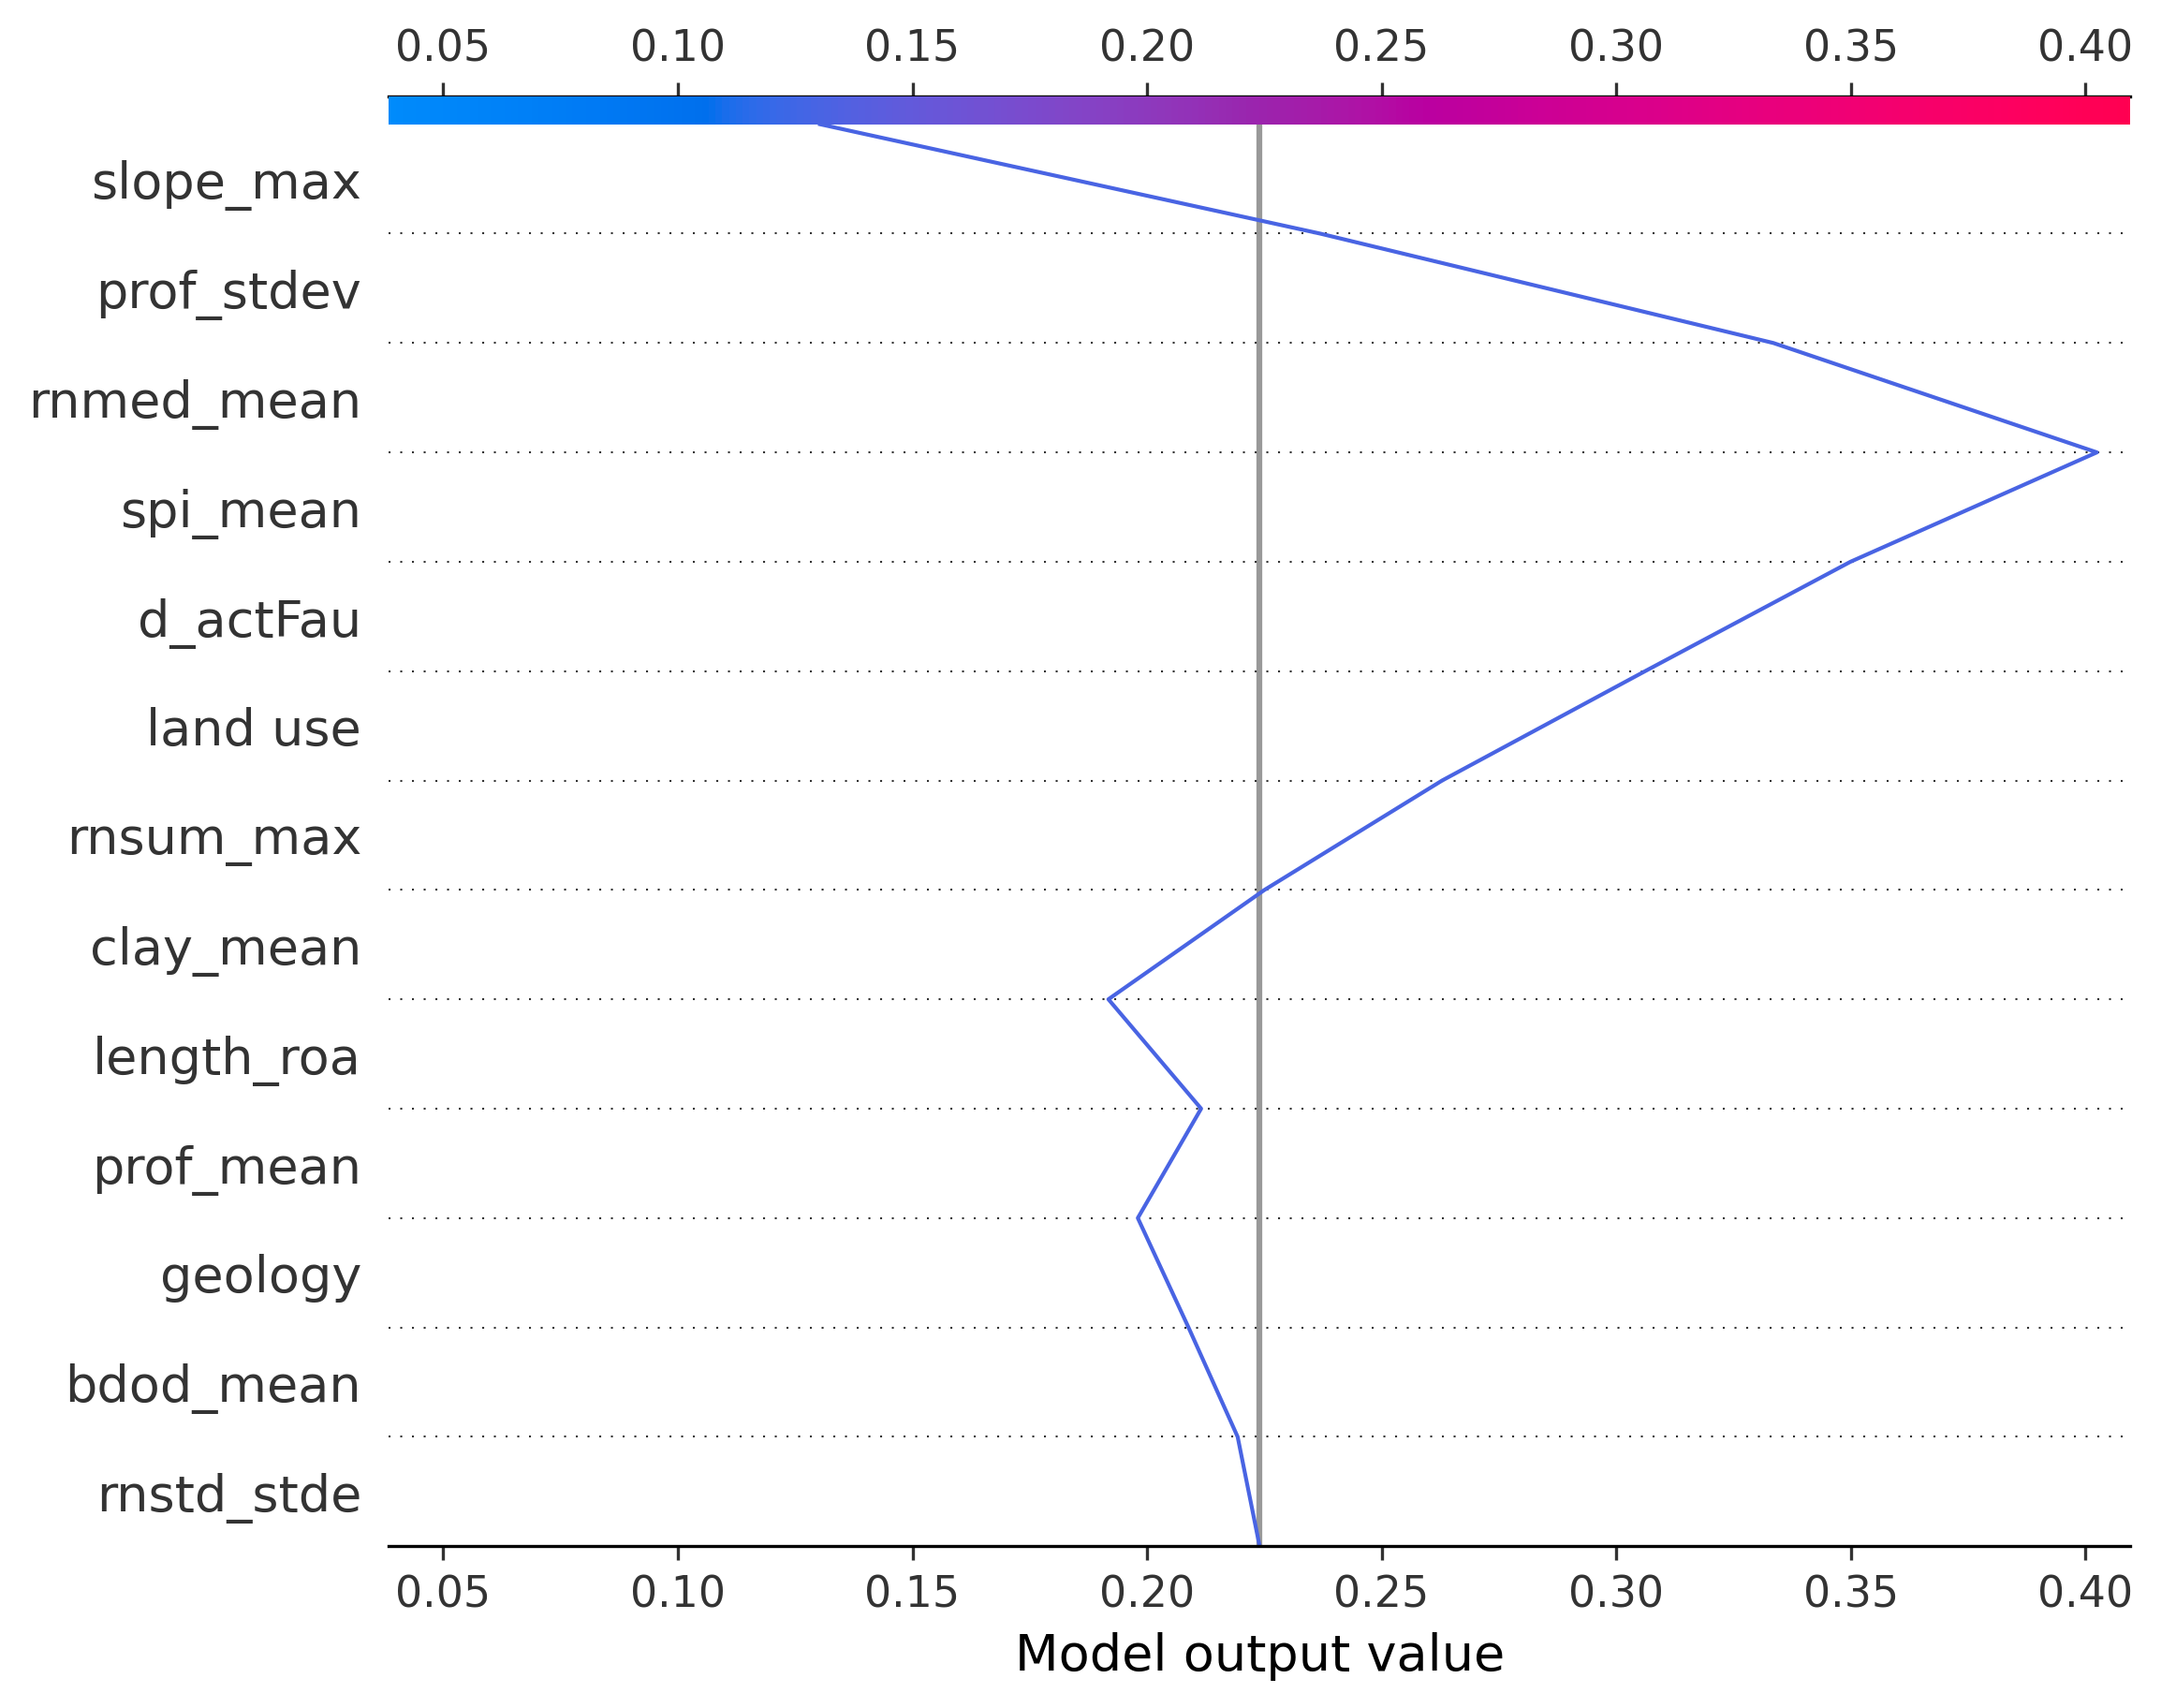 0.05 0.10 0.15 0.20 0.25 0.30 0.35 0.40
slope_max
prof_stdev
rnmed_mean
spi_mean
d_actFau
land use
rnsum_max
clay_mean
length_roa
prof_mean
geology
bdod_mean
rnstd_stde
0.05 0.10 0.15 0.20 0.25 0.30 0.35 0.40
Model output value